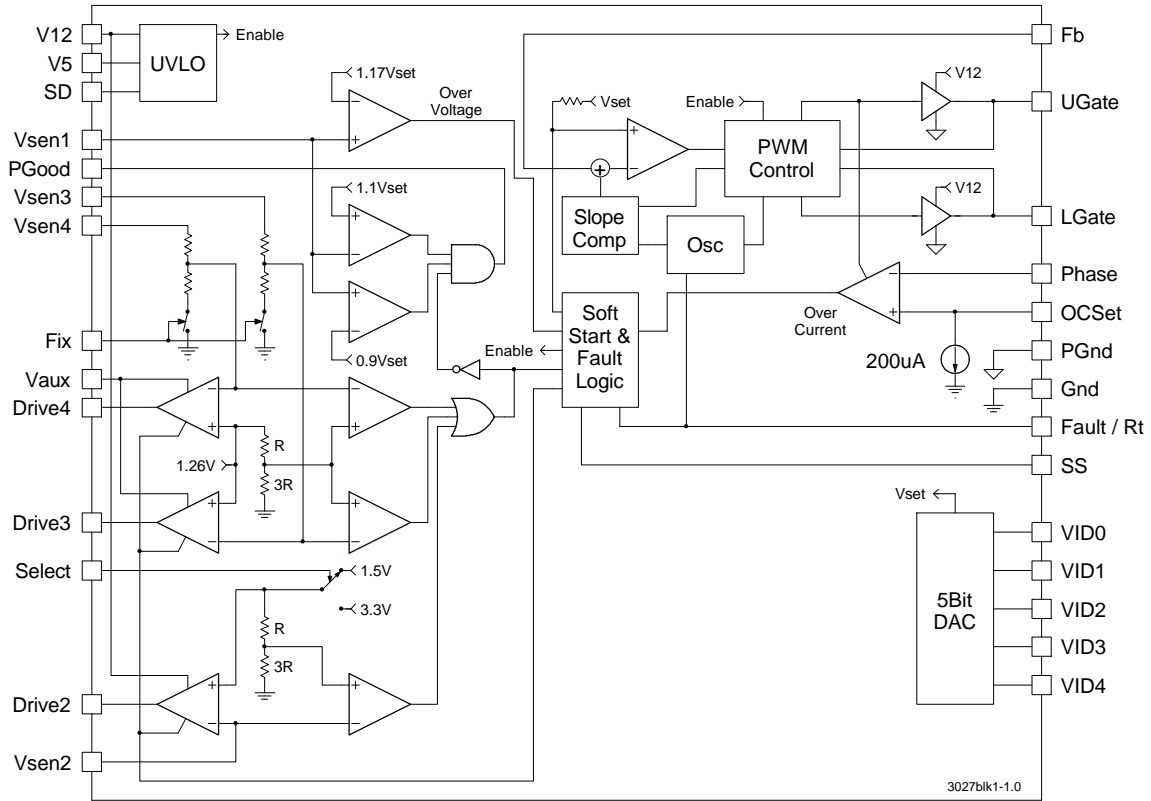 V12
V5
SD
Vsen1
PGood
Vsen3
Vsen4
Fix
Vaux
Drive4
Drive3
Select
Drive2
Vsen2
UVLO
Enable
1.17Vset
-
+
Over
Voltage
1.1Vset
+
-
+
-
0.9Vset
-
+
-
+
1.26V
R
3R
+
-
+
-
1.5V
3.3V
R
3R
+
-
+
-
Vset
+
-
+
Enable
PWM
Control
V12
V12
Slope
Comp
Osc
Soft
Start &
Fault
Logic
Enable
Over
Current
-
+
200uA
Vset
5Bit
DAC
Fb
UGate
LGate
Phase
OCSet
PGnd
Gnd
Fault / Rt
SS
VID0
VID1
VID2
VID3
VID4
3027blk1-1.0